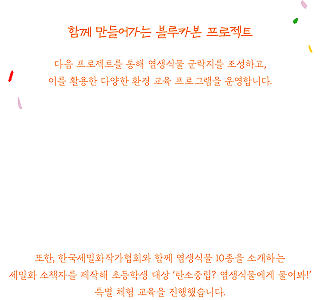 함께 만들어가는 블루카본 프로젝트
다음 프로젝트를 통해 염생식물 군락지를 조성하고,
이를 활용한 다양한 환경 교육 프로그램을 운영합니다.
또한, 한국세밀화작가협회와 함께 염생식물 10종을 소개하는
세밀화 소책자를 제작해 초등학생 대상 '탄소중립? 염생식물에게 물어봐!'
특별 체험 교육을 진행했습니다.